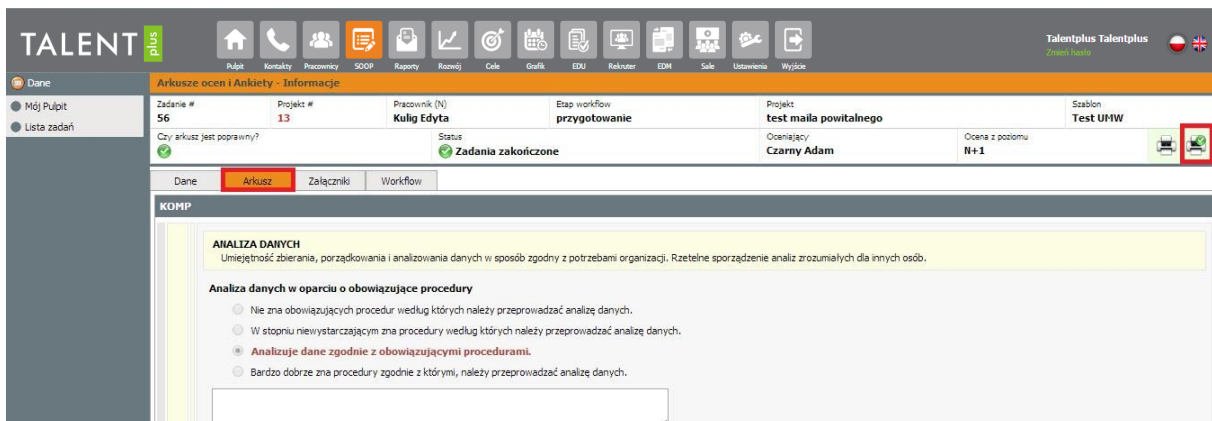 TALENT plus
Pulpit Kontakty Pracownicy SOOP Raporty Rozwój Cele Grafik EDU Rekruter EDM Sale Ustawienia Wyjście
Talentplus Talentplus
Zmień hasło
Dane
Mój Pulpit
Lista zadań
Arkusze ocen i Ankiety - Informacje
Zadanie # Projekt # Pracownik (N) Etap workflow Projekt Szablon
56 13 Kulig Edyta przygotowanie test maila powitalnego Test UMW
Czy arkusz jest poprawny? Status Oceniający Ocena z poziomu
Zadania zakończone Czarny Adam N+1
Dane Arkusz Załączniki Workflow
KOMP
ANALIZA DANYCH
Umiejętność zbierania, porządkowania i analizowania danych w sposób zgodny z potrzebami organizacji. Rzetelne sporządzenie analiz zrozumiałych dla innych osób.
Analiza danych w oparciu o obowiązujące procedury
Nie zna obowiązujących procedur według których należy przeprowadzać analizę danych.
W stopniu niewystarczającym zna procedury według których należy przeprowadzać analizę danych.
Analizuje dane zgodnie z obowiązującymi procedurami.
Bardzo dobrze zna procedury zgodnie z którymi, należy przeprowadzać analizę danych.